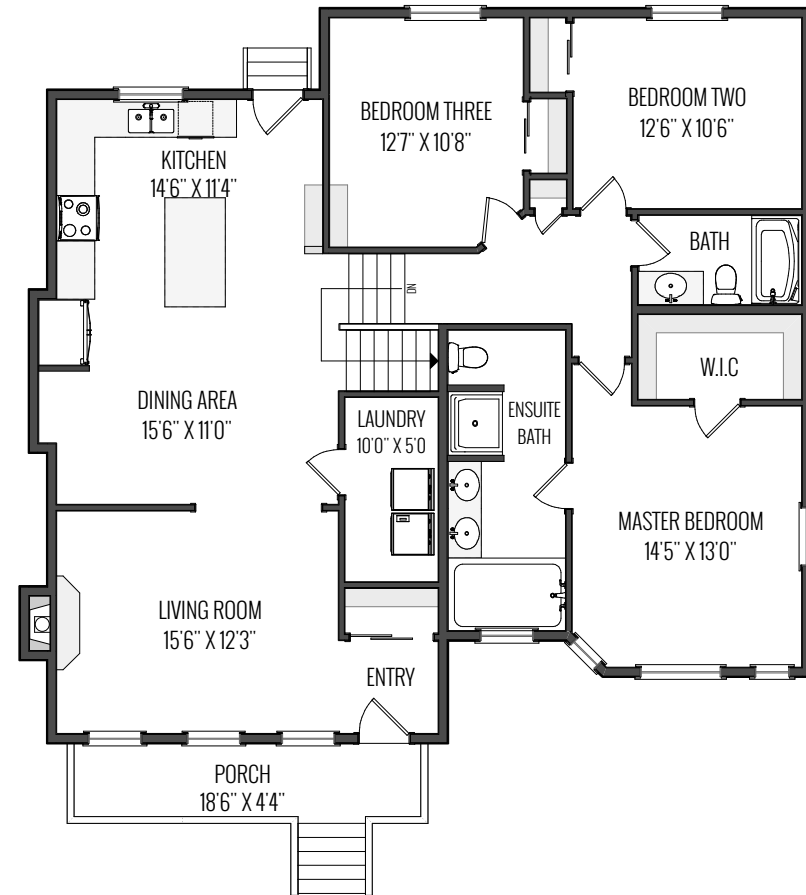 BEDROOM THREE
12'7" X 10'8"
BEDROOM TWO
12'6" X 10'6"
KITCHEN
14'6" X 11'4"
BATH
DN
W.I.C
DINING AREA
15'6" X 11'0"
LAUNDRY
10'0" X 5'0
ENSUITE
BATH
MASTER BEDROOM
14'5" X 13'0"
LIVING ROOM
15'6" X 12'3"
ENTRY
PORCH
18'6" X 4'4"